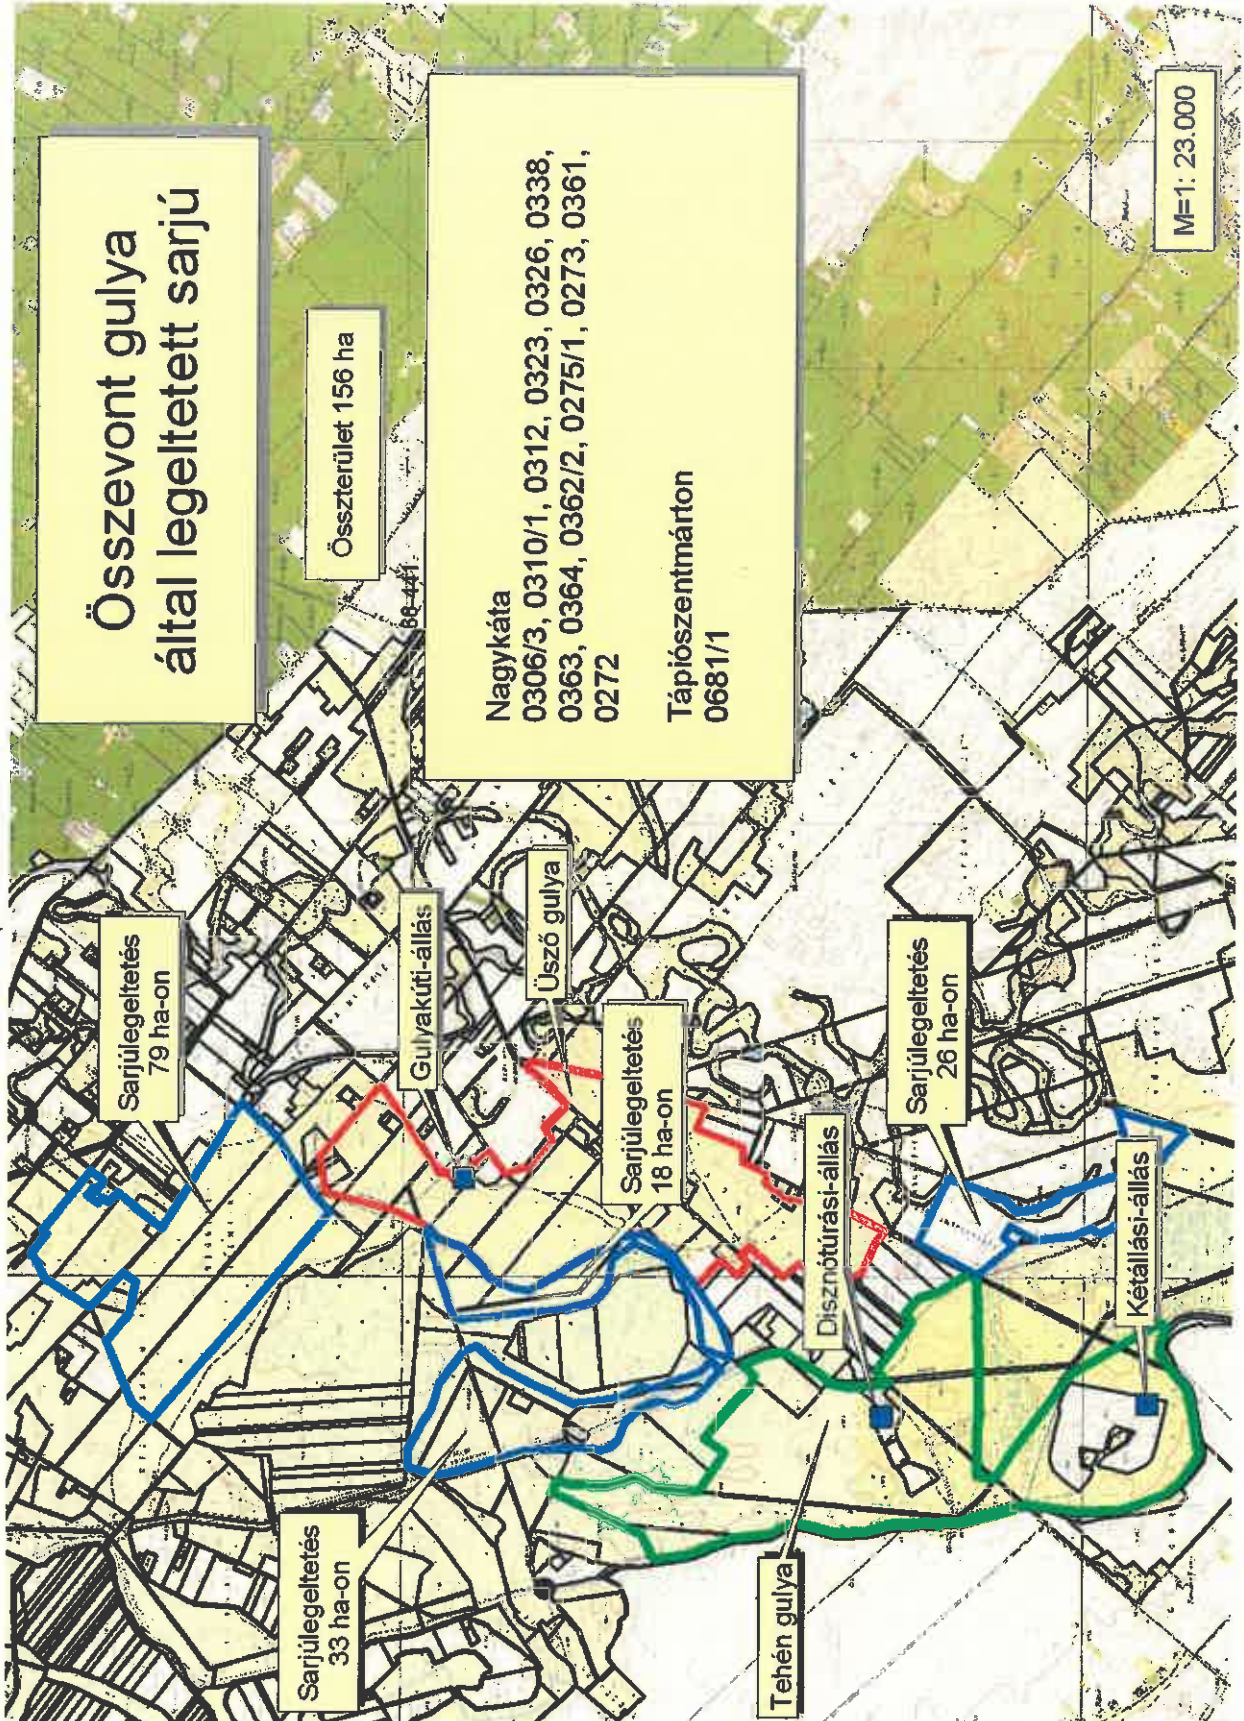 Összevont gulya
által legeltetett sarjú
Összterület 156 ha
Nagykáta
0306/3, 0310/1, 0312, 0323, 0326, 0338,
0363, 0364, 0362/2, 0275/1, 0273, 0361,
0272
Tápiószentmárton
0681/1
M=1: 23.000
Sarjúlegeltetés
79 ha-on
Gulyakúti-állás
Üsző gulya
Sarjúlegeltetés
18 ha-on
Sarjúlegeltetés
26 ha-on
Disznótúrási-állás
Kétállási-állás
Sarjúlegeltetés
33 ha-on
Tehén gulya